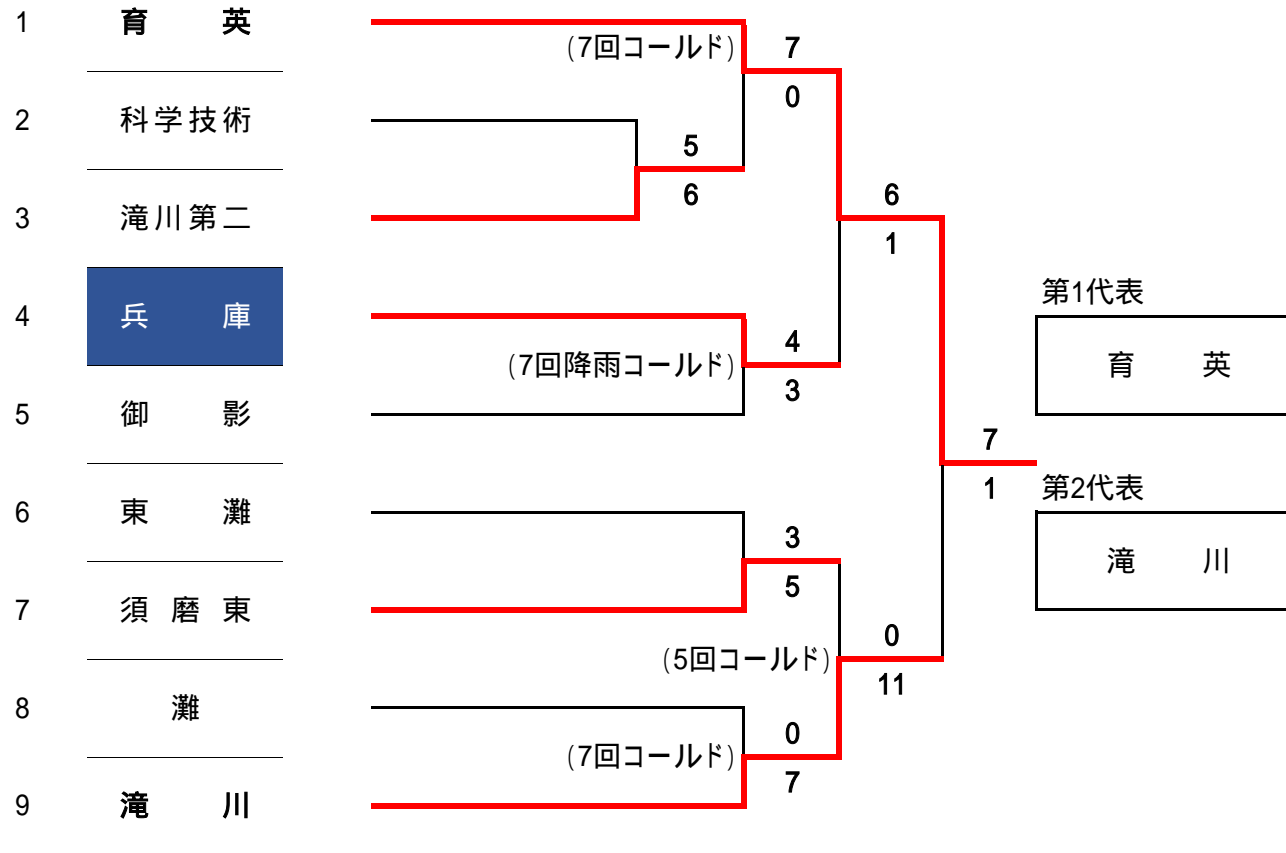 1 育 英
(7回コールド) 7
0
2 科学技術
5
6
3 滝川第二
6
1
4 兵 庫
第1代表
育 英
4
(7回降雨コールド)
3
5 御 影
7
1
第2代表
滝 川
6 東 灘
3
5
7 須 磨 東
0
(5回コールド)
11
8 灘
0
(7回コールド)
7
9 滝 川